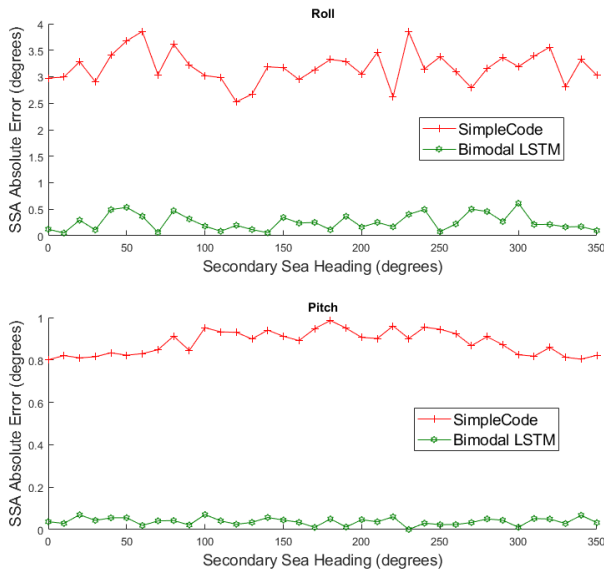 Roll
4
3.5
3
2.5
2
1.5
1
0.5
0
SSA Absolute Error (degrees)
SimpleCode
Bimodal LSTM
0 50 100 150 200 250 300 350
Secondary Sea Heading (degrees)
Pitch
1
0.8
0.6
0.4
0.2
0
SSA Absolute Error (degrees)
SimpleCode
Bimodal LSTM
0 50 100 150 200 250 300 350
Secondary Sea Heading (degrees)